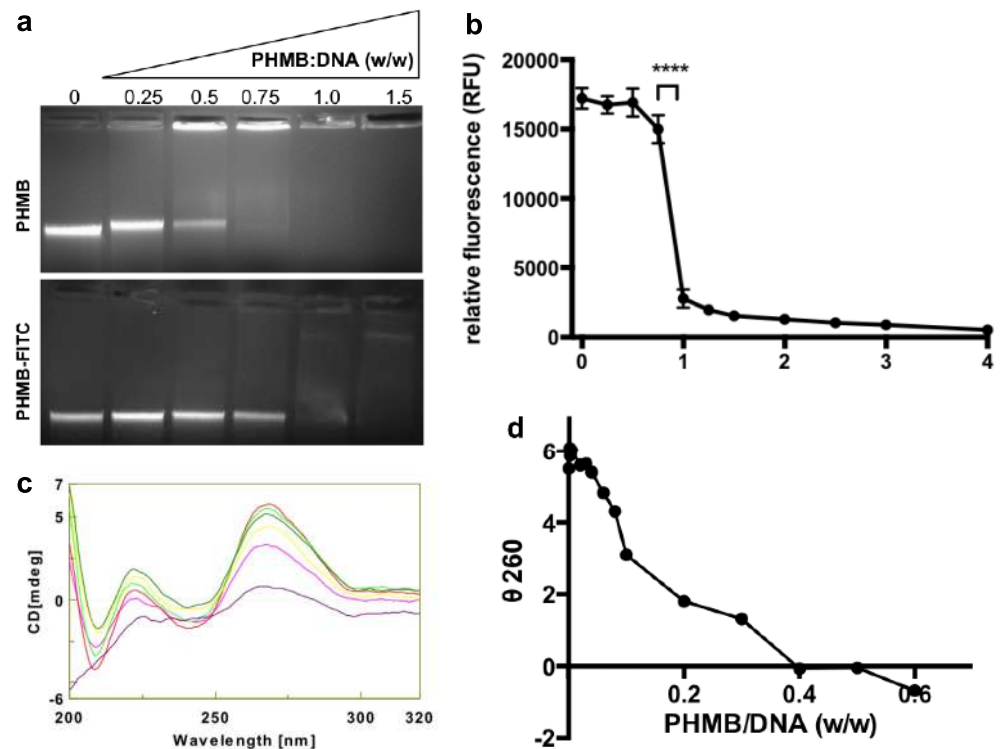 a
PHMB:DNA (w/w)
0 0.25 0.5 0.75 1.0 1.5
PHMB
PHMB-FITC
b
relative fluorescence (RFU)
20000
15000
10000
5000
0
****
0 1 2 3 4
c
CD[mdeg]
7
5
0
-6
200 250 300 320
Wavelength [nm]
d
θ 260
6
4
2
0
-2
0.2 0.4 0.6
PHMB/DNA (w/w)